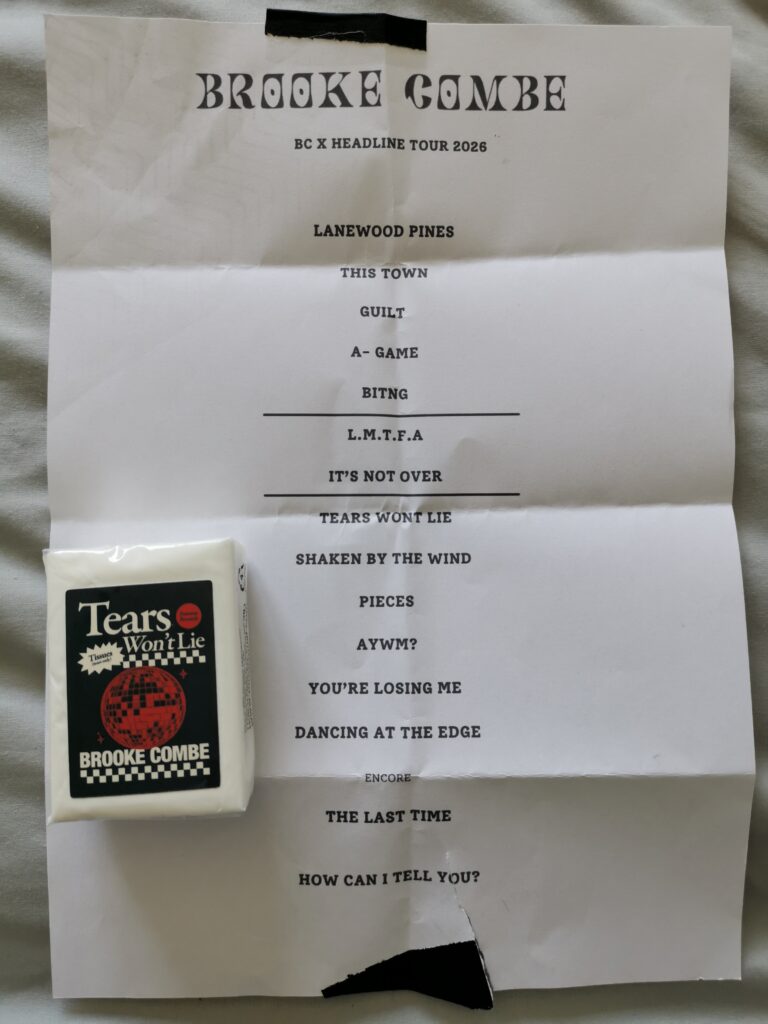 BROOKE COMBE
BC X HEADLINE TOUR 2026
LANEWOOD PINES
THIS TOWN
GUILT
A- GAME
BITNG
L.M.T.F.A
IT'S NOT OVER
TEARS WONT LIE
SHAKEN BY THE WIND
PIECES
AYWM?
YOU'RE LOSING ME
DANCING AT THE EDGE
ENCORE
THE LAST TIME
HOW CAN I TELL YOU?
Tears
Won't Lie
Tissues
BROOKE COMBE